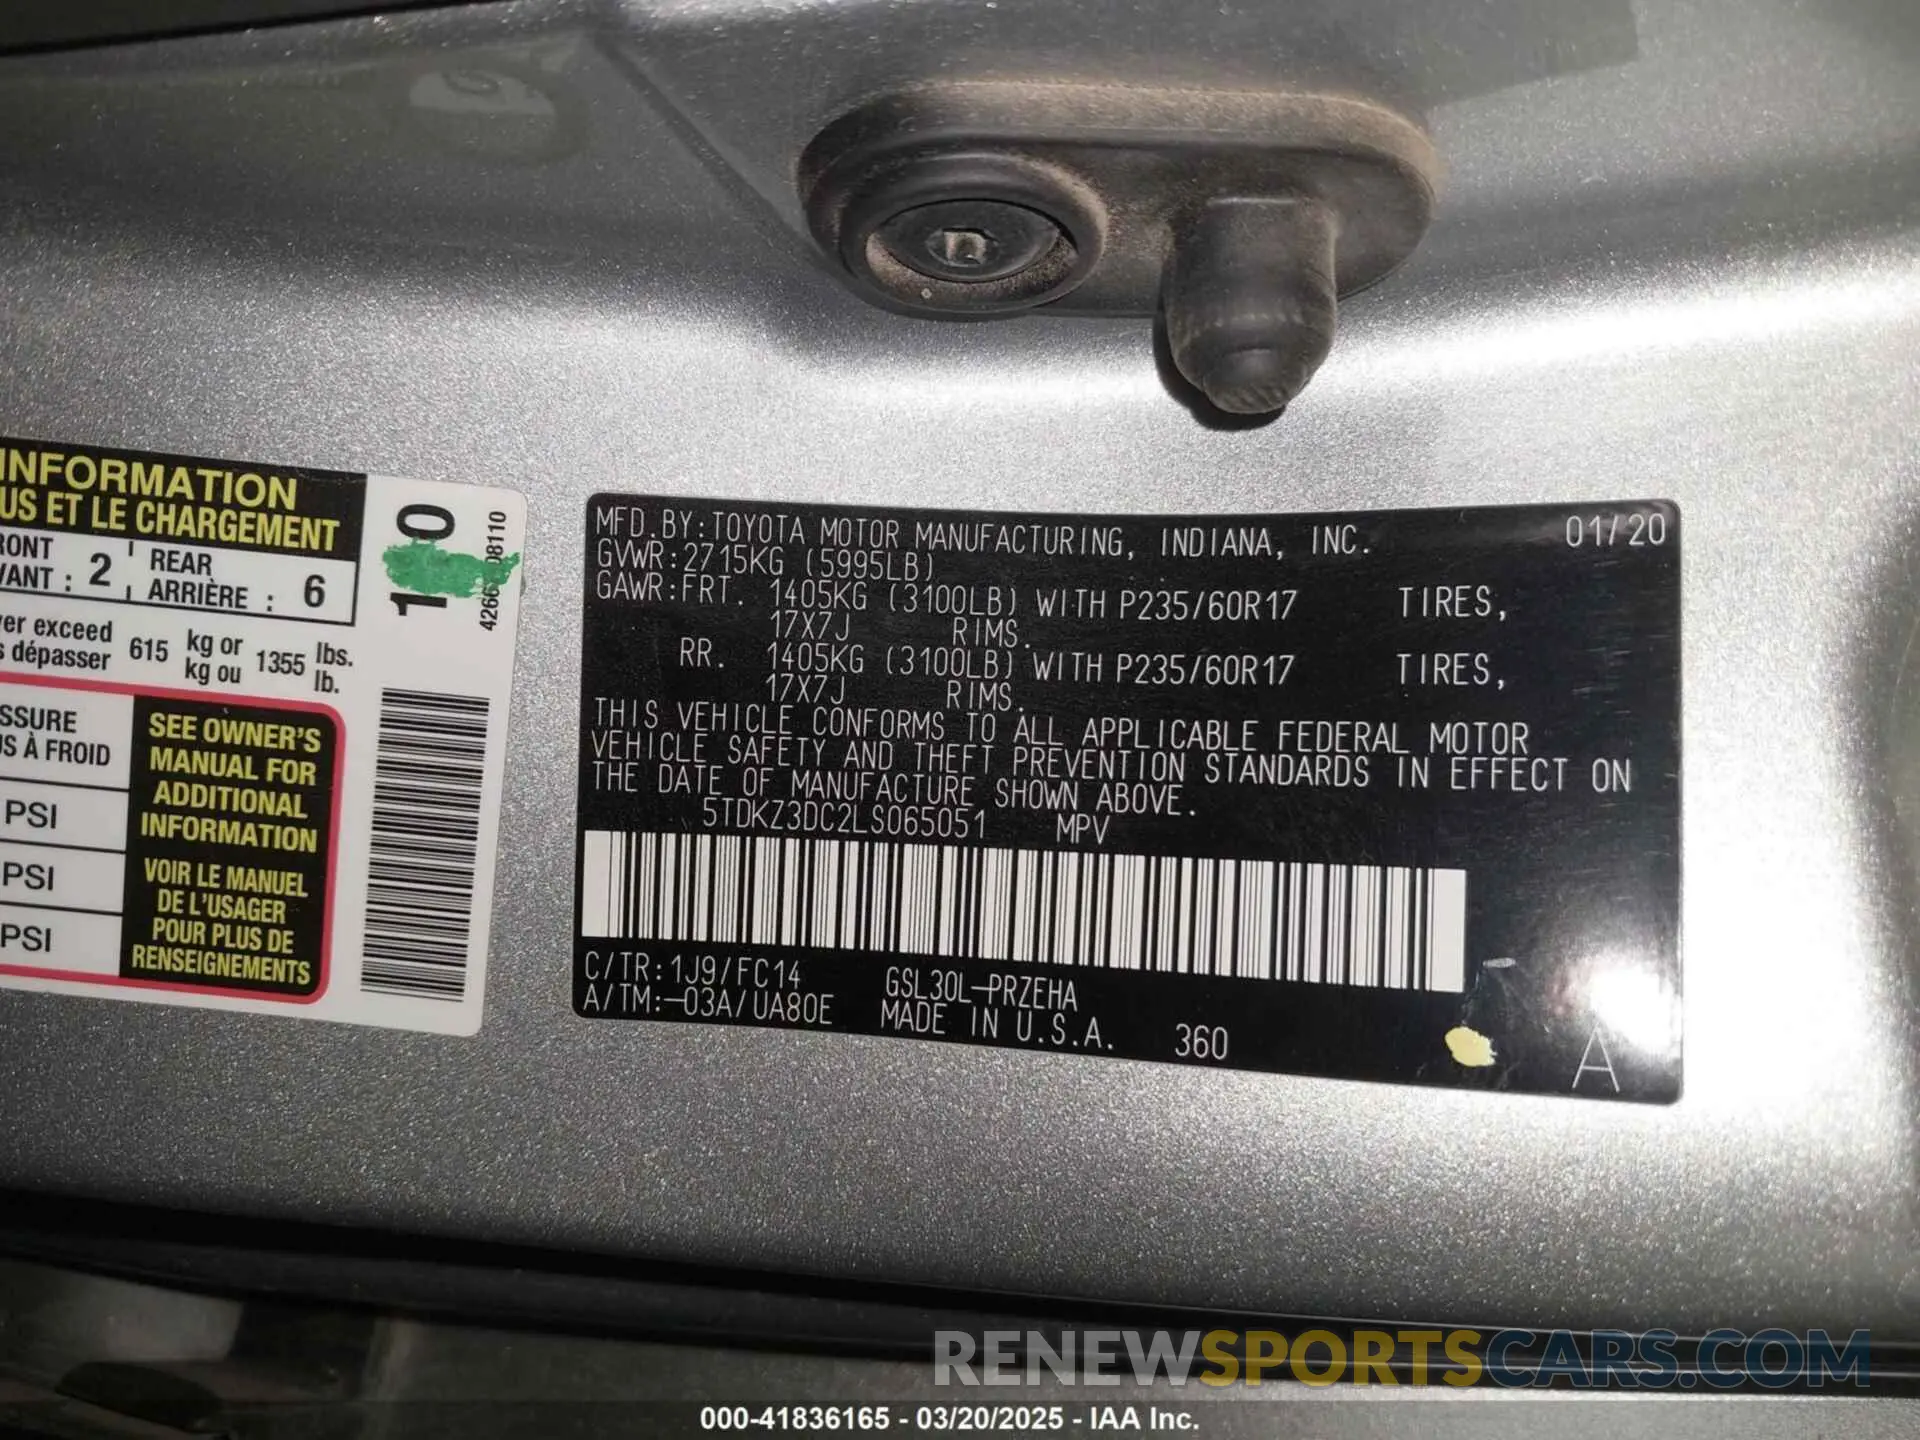 INFORMATION
US ET LE CHARGEMENT
RONT
VANT : 2
REAR
ARRIÈRE : 6
ver exceed
s dépasser 615 kg or
kg ou 1355 lbs.
lb.
SSURE
US À FROID
PSI
PSI
PSI
SEE OWNER'S
MANUAL FOR
ADDITIONAL
INFORMATION
VOIR LE MANUEL
DE L'USAGER
POUR PLUS DE
RENSEIGNEMENTS
MFD.BY:TOYOTA MOTOR MANUFACTURING, INDIANA, INC. 01/20
GVWR:2715KG (5995LB)
GAWR:FRT. 1405KG (3100LB) WITH P235/60R17 TIRES,
17X7J RIMS.
RR. 1405KG (3100LB) WITH P235/60R17 TIRES,
17X7J RIMS.
THIS VEHICLE CONFORMS TO ALL APPLICABLE FEDERAL MOTOR
VEHICLE SAFETY AND THEFT PREVENTION STANDARDS IN EFFECT ON
THE DATE OF MANUFACTURE SHOWN ABOVE.
5TDKZ3DC2LS065051 MPV
C/TR:1J9/FC14 GSL30L-PRZEHA
A/TM:-03A/UA80E MADE IN U.S.A. 360
A
RENEWSPORTSCARS.COM
000-41836165 - 03/20/2025 - IAA Inc.